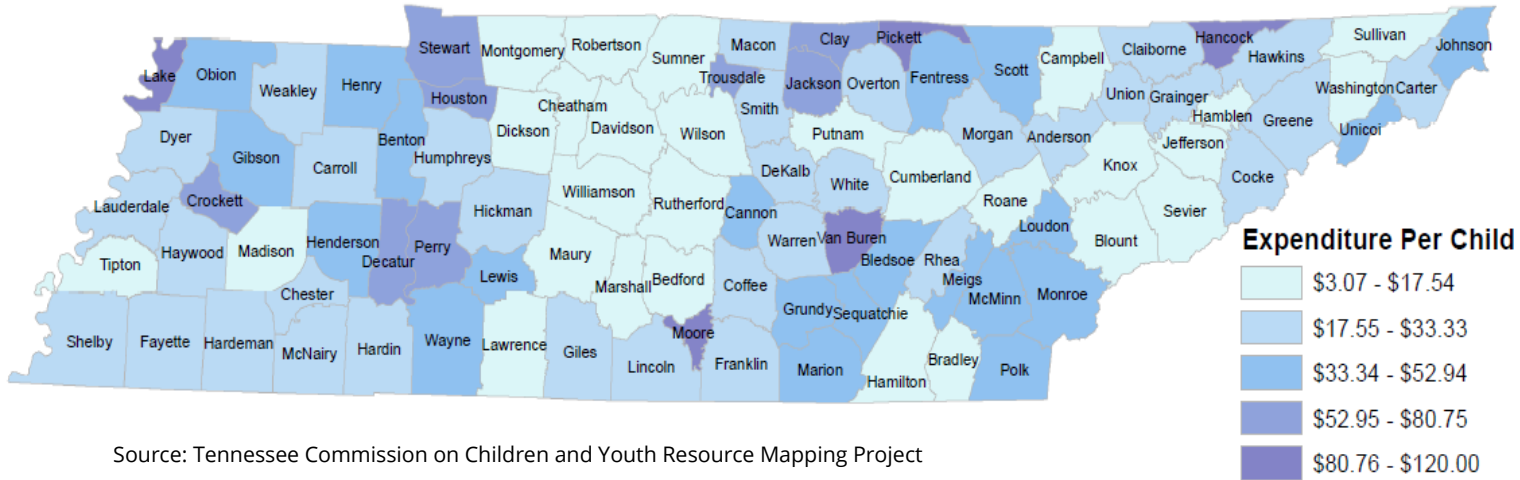 Stewart
Montgomery
Robertson
Sumner
Macon
Clay
Pickett
Hancock
Sullivan
Johnson
Lake
Obion
Weakley
Henry
Houston
Trousdale
Jackson
Overton
Fentress
Scott
Campbell
Claiborne
Hawkins
Cheatham
Smith
Union
Grainger
Hamblen
Washington
Carter
Dyer
Gibson
Carroll
Benton
Humphreys
Dickson
Davidson
Wilson
Putnam
Morgan
Anderson
Jefferson
Greene
Unicoi
Knox
Crockett
DeKalb
White
Cumberland
Cocke
Lauderdale
Haywood
Madison
Henderson
Decatur
Perry
Hickman
Williamson
Rutherford
Cannon
Warren
Van Buren
Bledsoe
Rhea
Roane
Loudon
Blount
Sevier
Tipton
Chester
Lewis
Maury
Marshall
Bedford
Coffee
Grundy
Sequatchie
Meigs
McMinn
Monroe
Shelby
Fayette
Hardeman
McNairy
Hardin
Wayne
Lawrence
Giles
Lincoln
Moore
Franklin
Marion
Hamilton
Bradley
Polk
Expenditure Per Child
$3.07 - $17.54
$17.55 - $33.33
$33.34 - $52.94
$52.95 - $80.75
$80.76 - $120.00
Source: Tennessee Commission on Children and Youth Resource Mapping Project